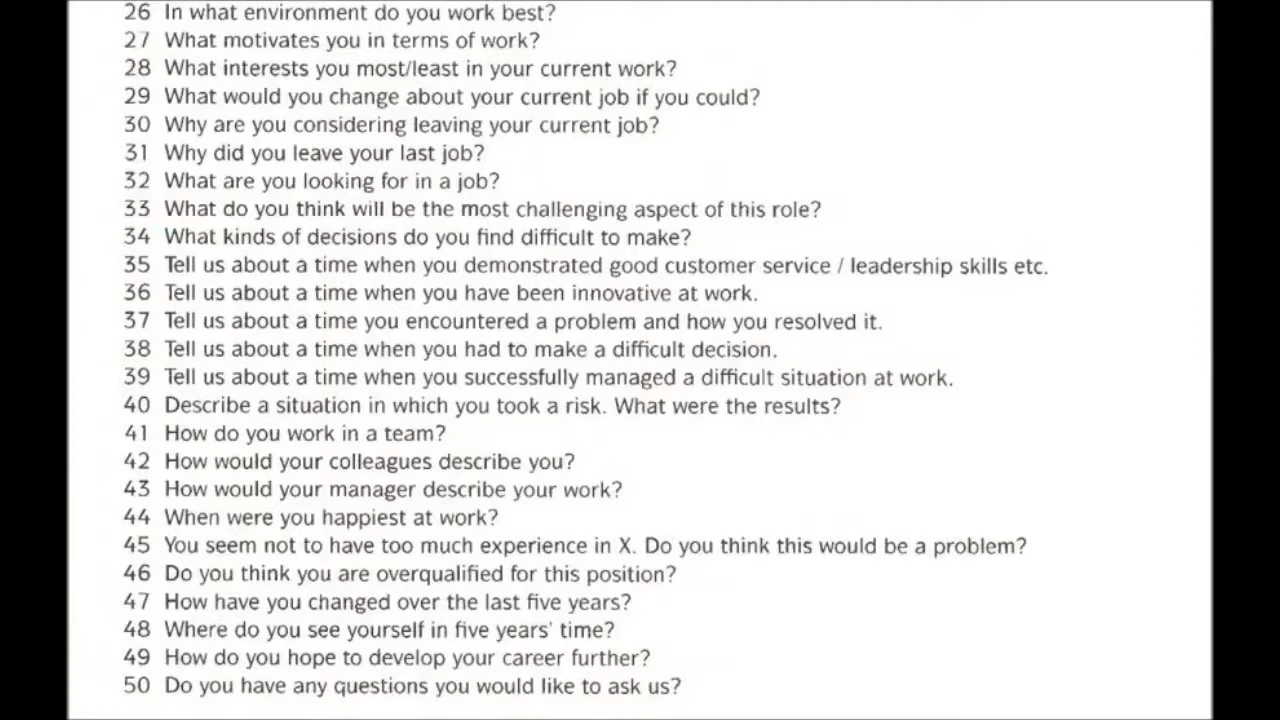 26 In what environment do you work best?
27 What motivates you in terms of work?
28 What interests you most/least in your current work?
29 What would you change about your current job if you could?
30 Why are you considering leaving your current job?
31 Why did you leave your last job?
32 What are you looking for in a job?
33 What do you think will be the most challenging aspect of this role?
34 What kinds of decisions do you find difficult to make?
35 Tell us about a time when you demonstrated good customer service / leadership skills etc.
36 Tell us about a time when you have been innovative at work.
37 Tell us about a time you encountered a problem and how you resolved it.
38 Tell us about a time when you had to make a difficult decision.
39 Tell us about a time when you successfully managed a difficult situation at work.
40 Describe a situation in which you took a risk. What were the results?
41 How do you work in a team?
42 How would your colleagues describe you?
43 How would your manager describe your work?
44 When were you happiest at work?
45 You seem not to have too much experience in X. Do you think this would be a problem?
46 Do you think you are overqualified for this position?
47 How have you changed over the last five years?
48 Where do you see yourself in five years' time?
49 How do you hope to develop your career further?
50 Do you have any questions you would like to ask us?